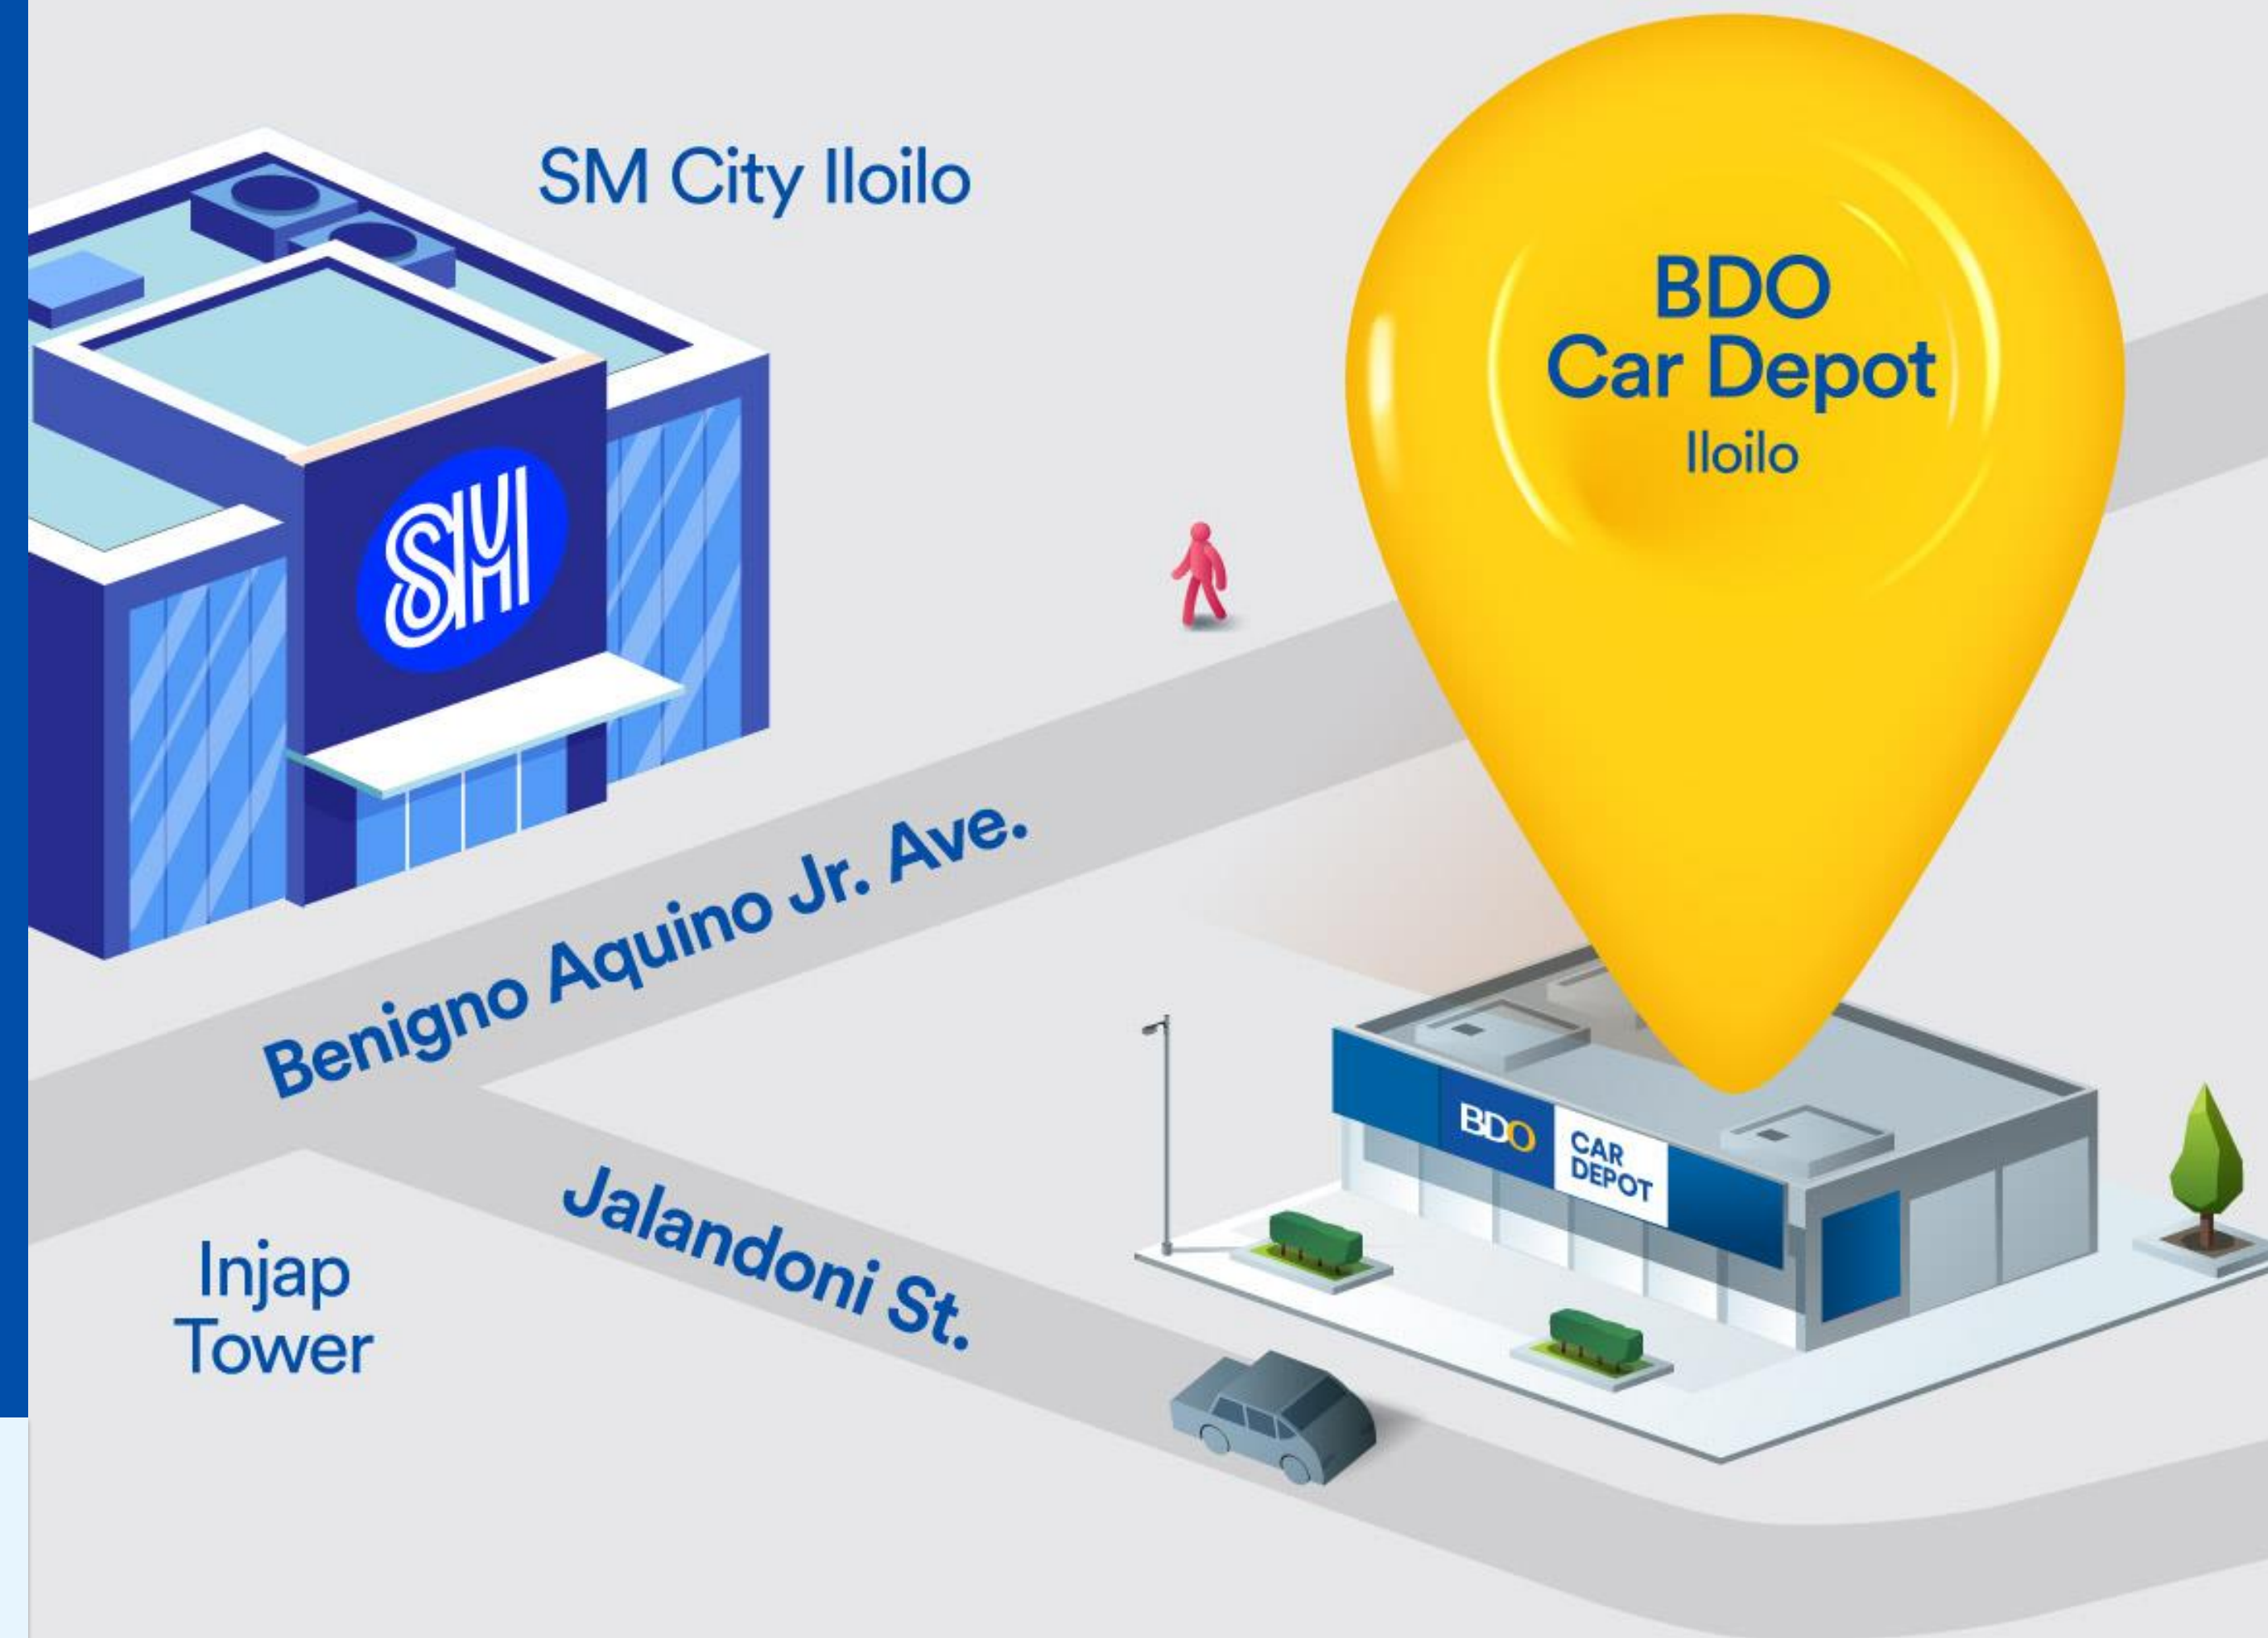 SM City Iloilo
BDO
Car Depot
Iloilo
SM
Benigno Aquino Jr. Ave.
BDO
CAR
DEPOT
Jalandoni St.
Injap
Tower